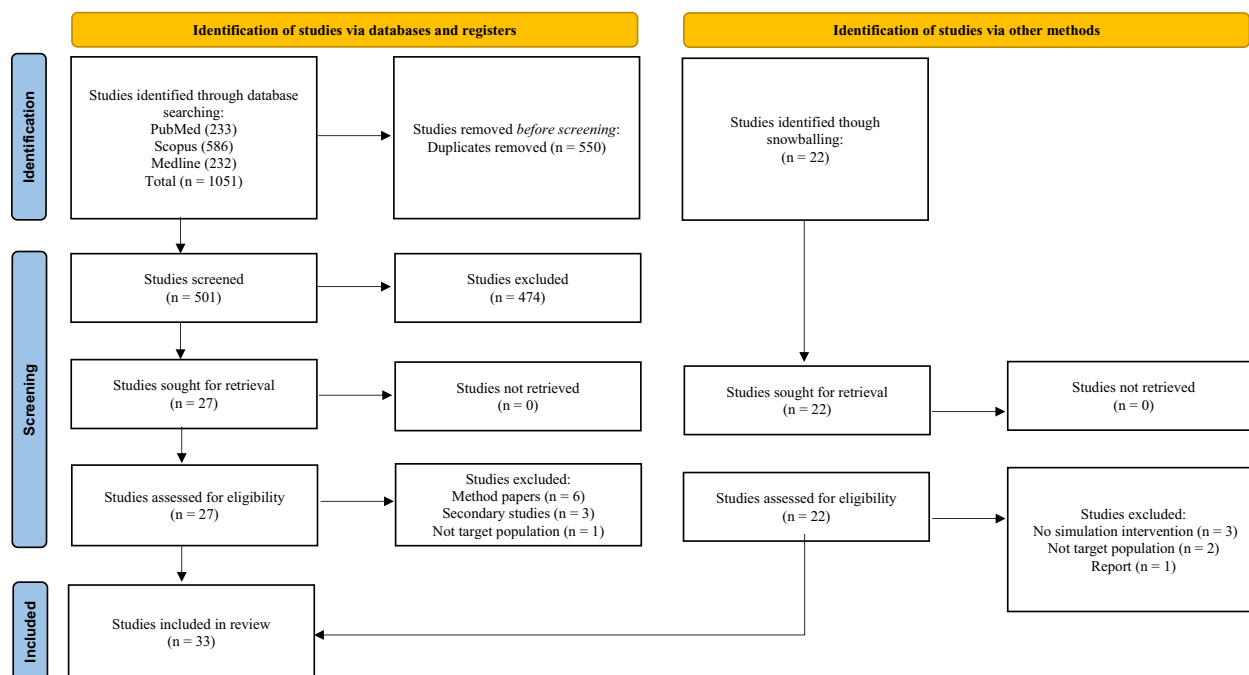 Identification of studies via databases and registers
Identification of studies via other methods
Identification
Studies identified through database
searching:
PubMed (233)
Scopus (586)
Medline (232)
Total (n = 1051)
Studies removed before screening:
Duplicates removed (n = 550)
Studies identified though
snowballing:
(n = 22)
Screening
Studies screened
(n = 501)
Studies excluded
(n = 474)
Studies sought for retrieval
(n = 27)
Studies not retrieved
(n = 0)
Studies sought for retrieval
(n = 22)
Studies not retrieved
(n = 0)
Studies assessed for eligibility
(n = 27)
Studies excluded:
Method papers (n = 6)
Secondary studies (n = 3)
Not target population (n = 1)
Studies assessed for eligibility
(n = 22)
Studies excluded:
No simulation intervention (n = 3)
Not target population (n = 2)
Report (n = 1)
Included
Studies included in review
(n = 33)